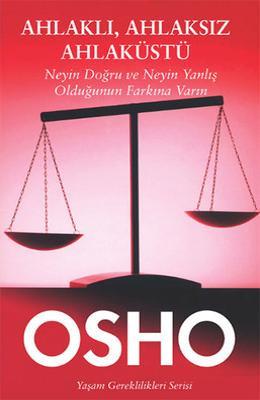 AHLAKLI, AHLAKSIZ
AHLAKÜSTÜ
Neyin Doğru ve Neyin Yanlış
Olduğunun Farkına Varın
OSHO
Yaşam Gereklilikleri Serisi